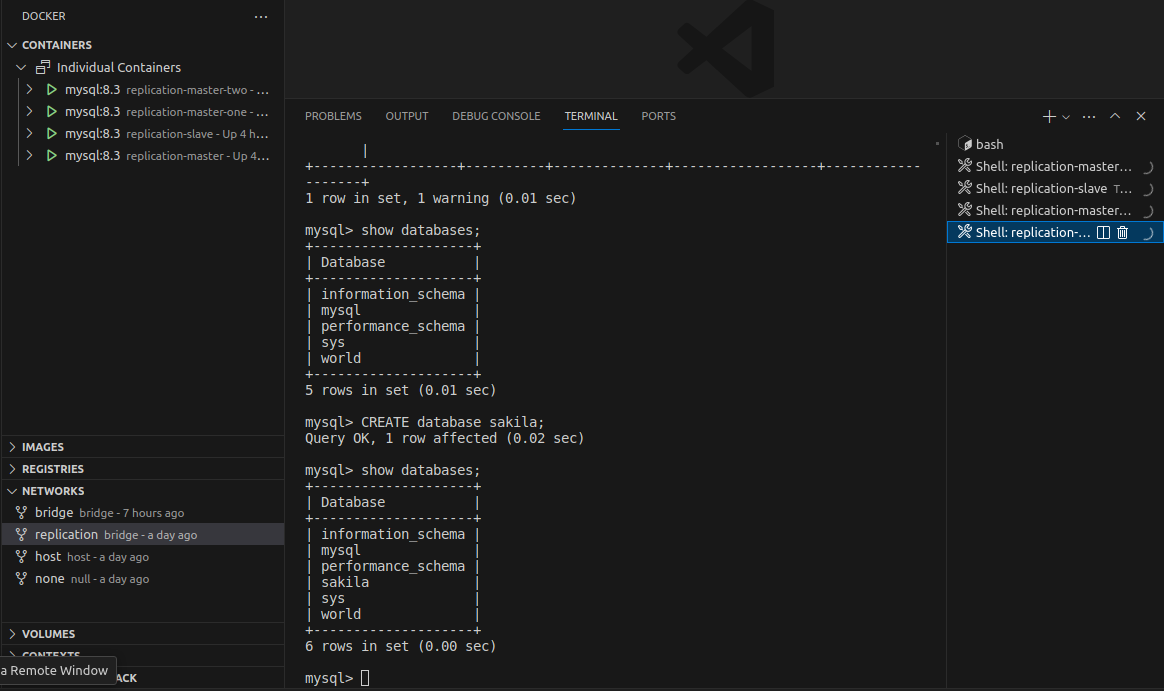 DOCKER
CONTAINERS
Individual Containers
mysql:8.3 replication-master-two - ...
mysql:8.3 replication-master-one - ...
mysql:8.3 replication-slave - Up 4 h...
mysql:8.3 replication-master - Up 4...
IMAGES
REGISTRIES
NETWORKS
bridge bridge - 7 hours ago
replication bridge - a day ago
host host - a day ago
none null - a day ago
VOLUMES
CONTEXTS
a Remote Window
ACK
PROBLEMS OUTPUT DEBUG CONSOLE TERMINAL PORTS
|
+------------------+----------+--------------+------------------+------------
-------+
1 row in set, 1 warning (0.01 sec)
mysql> show databases;
+--------------------+
| Database           |
+--------------------+
| information_schema |
| mysql              |
| performance_schema |
| sys                |
| world              |
+--------------------+
5 rows in set (0.01 sec)
mysql> CREATE database sakila;
Query OK, 1 row affected (0.02 sec)
mysql> show databases;
+--------------------+
| Database           |
+--------------------+
| information_schema |
| mysql              |
| performance_schema |
| sakila             |
| sys                |
| world              |
+--------------------+
6 rows in set (0.00 sec)
mysql>
bash
Shell: replication-master...
Shell: replication-slave T...
Shell: replication-master...
Shell: replication-...